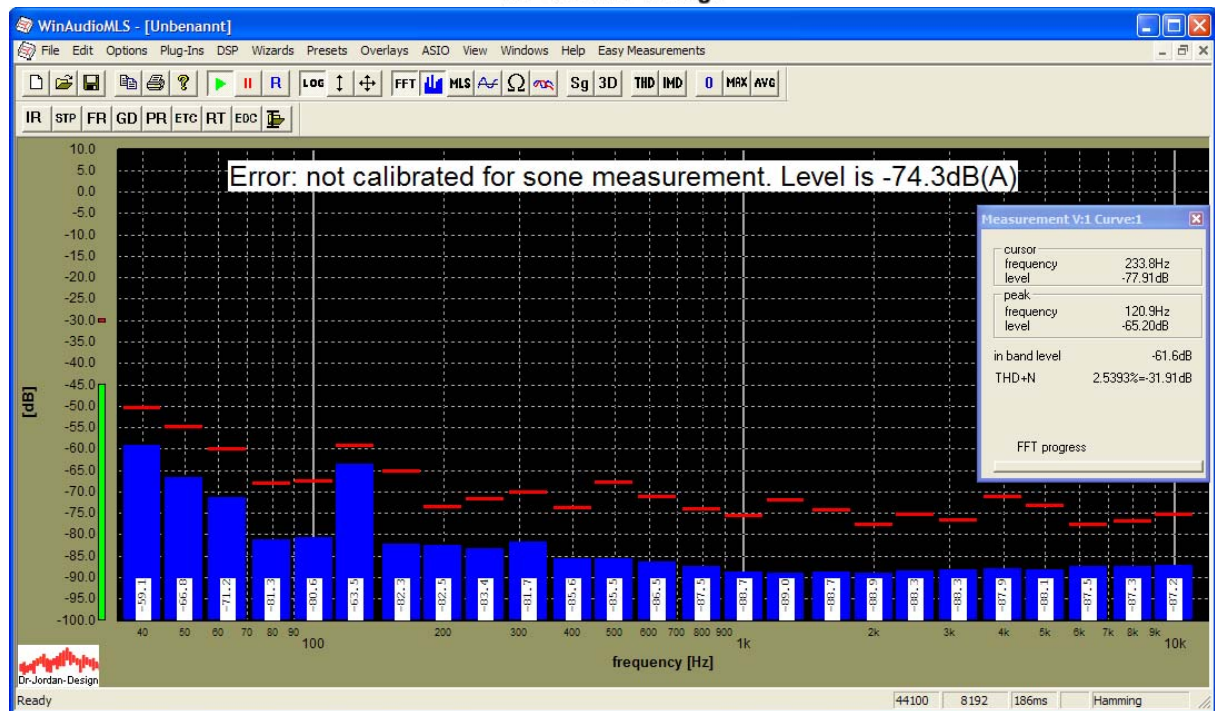 WinAudioMLS - [Unbenannt]
File Edit Options Plug-Ins DSP Wizards Presets Overlays ASIO View Windows Help Easy Measurements
R LOG FFT MLS Ω Sg 3D THD IMD 0 MAX AVG
IR STP FR GD PR ETC RT EDC
Error: not calibrated for sone measurement. Level is -74.3dB(A)
10.0
5.0
0.0
-5.0
-10.0
-15.0
-20.0
-25.0
-30.0
-35.0
-40.0
-45.0
-50.0
-55.0
-60.0
-65.0
-70.0
-75.0
-80.0
-85.0
-90.0
-95.0
-100.0
[dB]
Measurement V:1 Curve:1
cursor
frequency 233.8Hz
level -77.91dB
peak
frequency 120.9Hz
level -65.20dB
in band level -61.6dB
THD+N 2.5393%=-31.91dB
FFT progress
-59.1 -66.8 -71.2 -81.3 -80.6 -63.5 -82.3 -82.5 -83.4 -81.7 -85.6 -85.5 -86.5 -87.5 -88.7 -89.0 -88.7 -88.9 -88.3 -88.3 -87.9 -88.1 -87.5 -87.3 -87.2
40 50 60 70 80 90 100 200 300 400 500 600 700 800 900 1k 2k 3k 4k 5k 6k 7k 8k 9k 10k
frequency [Hz]
Dr-Jordan-Design
Ready 44100 8192 186ms Hamming